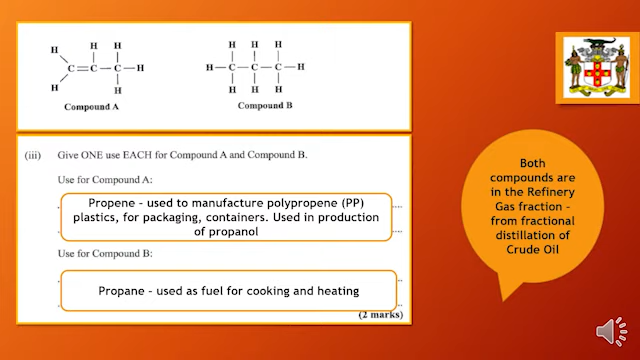 H H H
C=C—C—H
H H
Compound A
H H H
H—C—C—C—H
H H H
Compound B
(iii) Give ONE use EACH for Compound A and Compound B.
Use for Compound A:
Propene – used to manufacture polypropene (PP)
plastics, for packaging, containers. Used in production
of propanol
Use for Compound B:
Propane – used as fuel for cooking and heating
(2 marks)
Both
compounds are
in the Refinery
Gas fraction –
from fractional
distillation of
Crude Oil